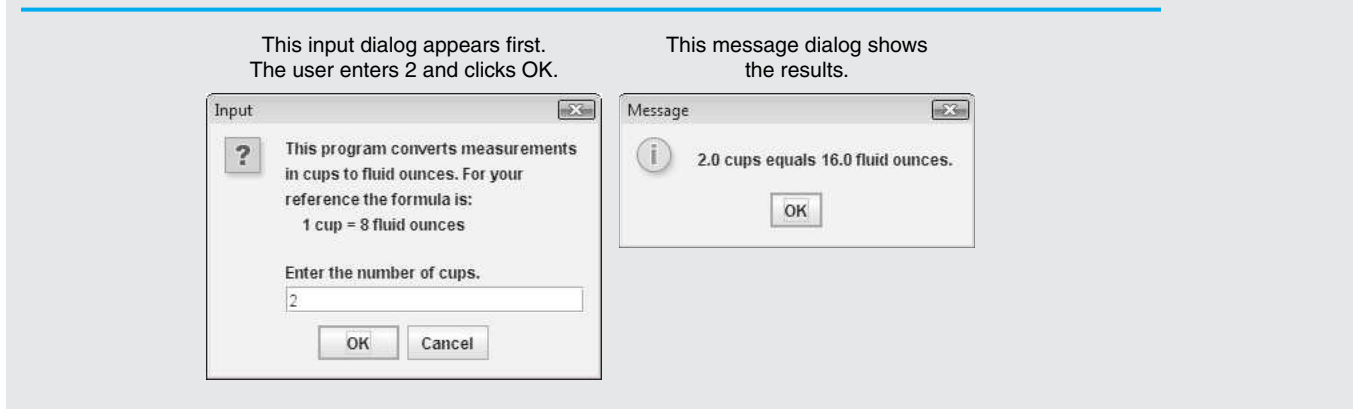 This input dialog appears first.
The user enters 2 and clicks OK.
Input
?
This program converts measurements
in cups to fluid ounces. For your
reference the formula is:
1 cup = 8 fluid ounces
Enter the number of cups.
2
OK Cancel
This message dialog shows
the results.
Message
i
2.0 cups equals 16.0 fluid ounces.
OK